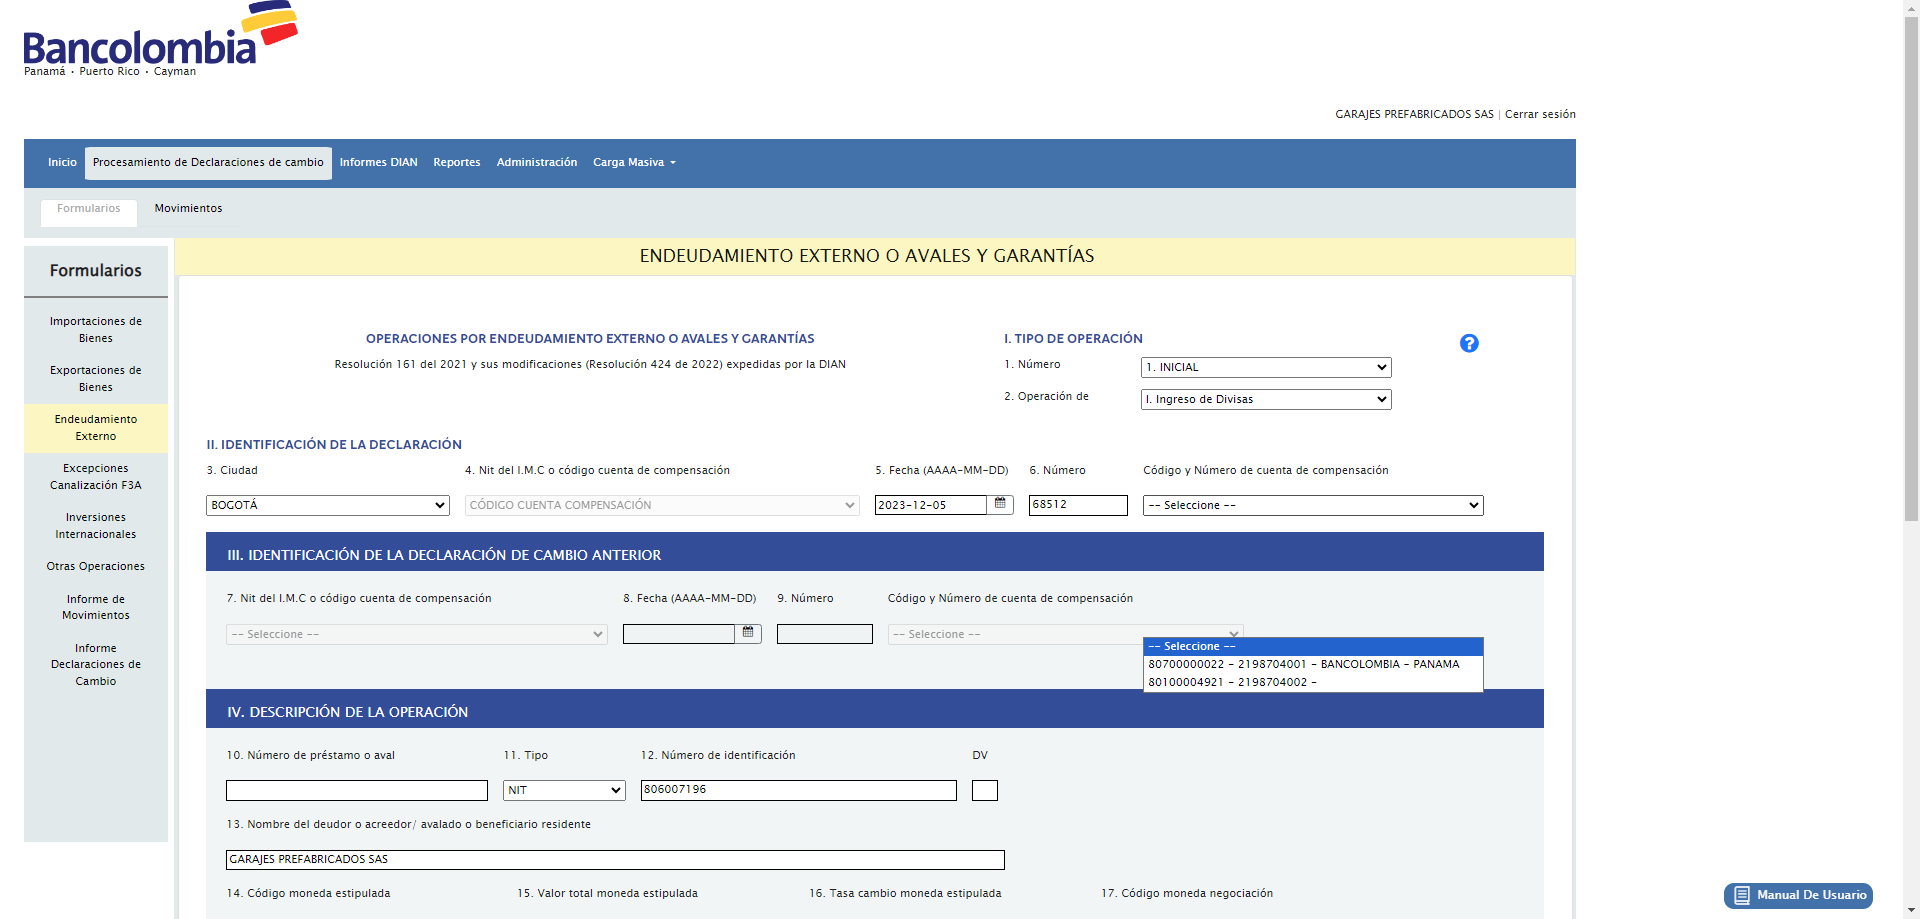 Bancolombia
Panamá • Puerto Rico • Cayman
GARAJES PREFABRICADOS SAS | Cerrar sesión
Inicio Procesamiento de Declaraciones de cambio Informes DIAN Reportes Administración Carga Masiva
Formularios Movimientos
Formularios
Importaciones de
Bienes
Exportaciones de
Bienes
Endeudamiento
Externo
Excepciones
Canalización F3A
Inversiones
Internacionales
Otras Operaciones
Informe de
Movimientos
Informe
Declaraciones de
Cambio
ENDEUDAMIENTO EXTERNO O AVALES Y GARANTÍAS
OPERACIONES POR ENDEUDAMIENTO EXTERNO O AVALES Y GARANTÍAS
Resolución 161 del 2021 y sus modificaciones (Resolución 424 de 2022) expedidas por la DIAN
I. TIPO DE OPERACIÓN
?
1. Número 1. INICIAL
2. Operación de I. Ingreso de Divisas
II. IDENTIFICACIÓN DE LA DECLARACIÓN
3. Ciudad 4. Nit del I.M.C o código cuenta de compensación 5. Fecha (AAAA-MM-DD) 6. Número Código y Número de cuenta de compensación
BOGOTÁ CÓDIGO CUENTA COMPENSACIÓN 2023-12-05 68512 -- Seleccione --
III. IDENTIFICACIÓN DE LA DECLARACIÓN DE CAMBIO ANTERIOR
7. Nit del I.M.C o código cuenta de compensación 8. Fecha (AAAA-MM-DD) 9. Número Código y Número de cuenta de compensación
-- Seleccione -- -- Seleccione --
-- Seleccione --
80700000022 - 2198704001 - BANCOLOMBIA - PANAMA
80100004921 - 2198704002 -
IV. DESCRIPCIÓN DE LA OPERACIÓN
10. Número de préstamo o aval 11. Tipo 12. Número de identificación DV
NIT 806007196
13. Nombre del deudor o acreedor/ avalado o beneficiario residente
GARAJES PREFABRICADOS SAS
14. Código moneda estipulada 15. Valor total moneda estipulada 16. Tasa cambio moneda estipulada 17. Código moneda negociación
Manual De Usuario